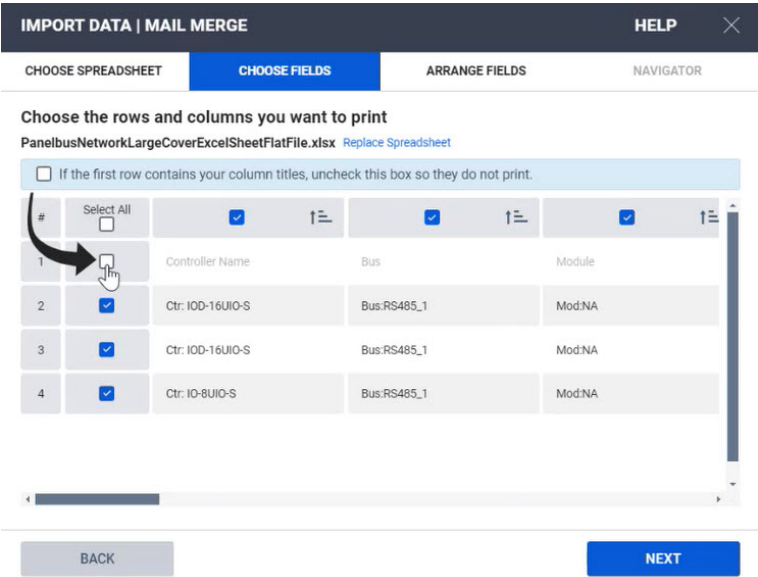 IMPORT DATA | MAIL MERGE HELP
CHOOSE SPREADSHEET CHOOSE FIELDS ARRANGE FIELDS NAVIGATOR
Choose the rows and columns you want to print
PanelbusNetworkLargeCoverExcelSheetFlatFile.xlsx Replace Spreadsheet
If the first row contains your column titles, uncheck this box so they do not print.
# Select All
1 Controller Name Bus Module
2 Ctr: IOD-16UIO-S Bus:RS485_1 Mod:NA
3 Ctr: IOD-16UIO-S Bus:RS485_1 Mod:NA
4 Ctr: IO-8UIO-S Bus:RS485_1 Mod:NA
BACK NEXT